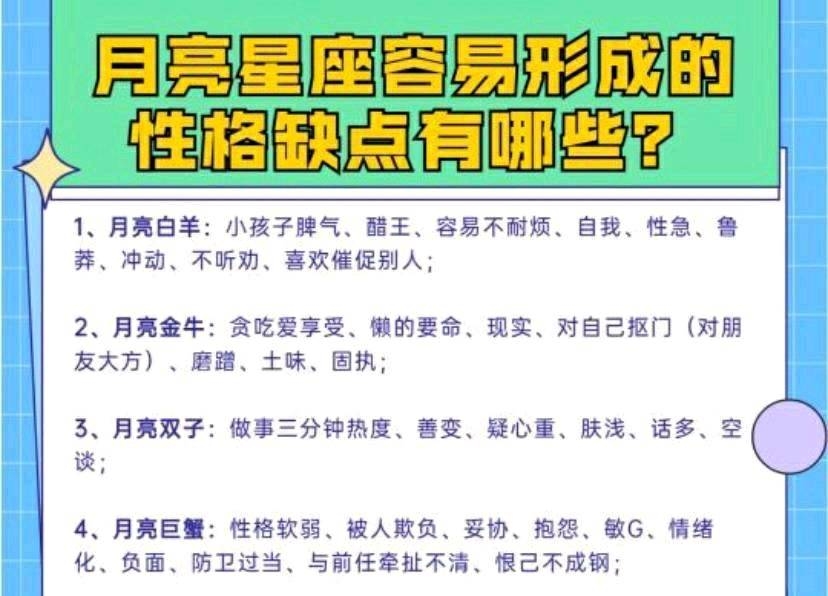 月亮星座容易形成的
性格缺点有哪些？
1、月亮白羊：小孩子脾气、醋王、容易不耐烦、自我、性急、鲁
莽、冲动、不听劝、喜欢催促别人；
2、月亮金牛：贪吃爱享受、懒的要命、现实、对自己抠门（对朋
友大方）、磨蹭、土味、固执；
3、月亮双子：做事三分钟热度、善变、疑心重、肤浅、话多、空
谈；
4、月亮巨蟹：性格软弱、被人欺负、妥协、抱怨、敏G、情绪
化、负面、防卫过当、与前任牵扯不清、恨己不成钢；